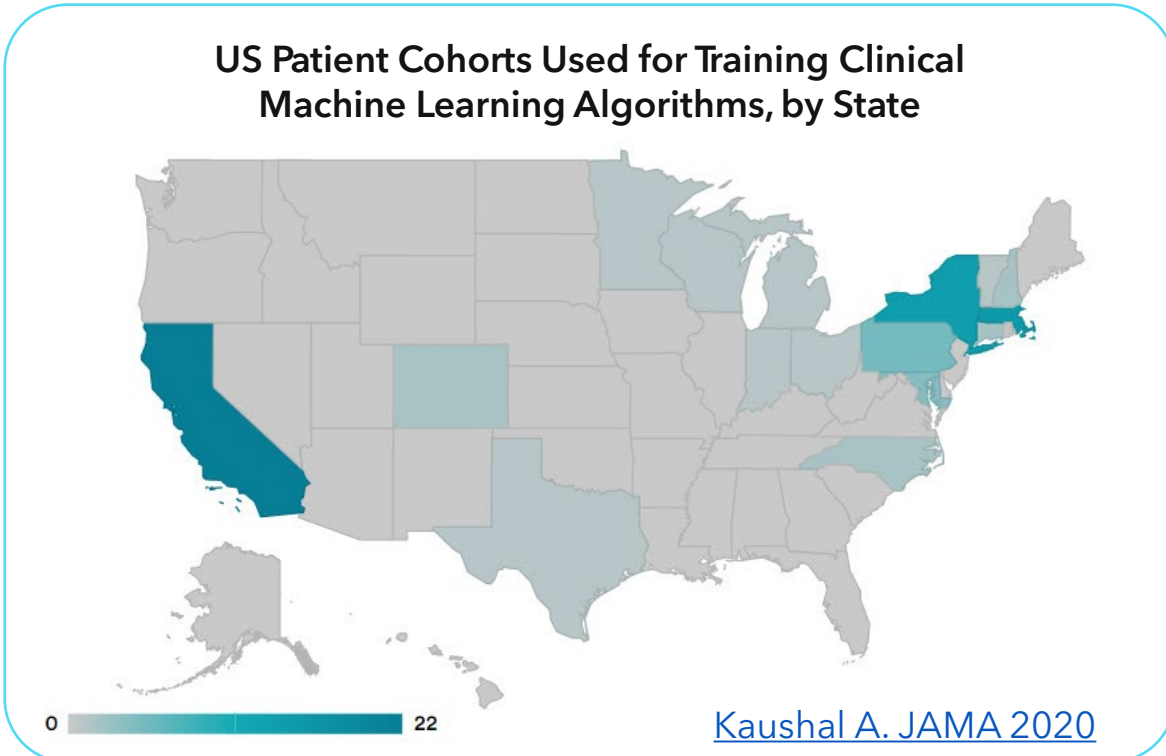 US Patient Cohorts Used for Training Clinical
Machine Learning Algorithms, by State
0
22
Kaushal A. JAMA 2020